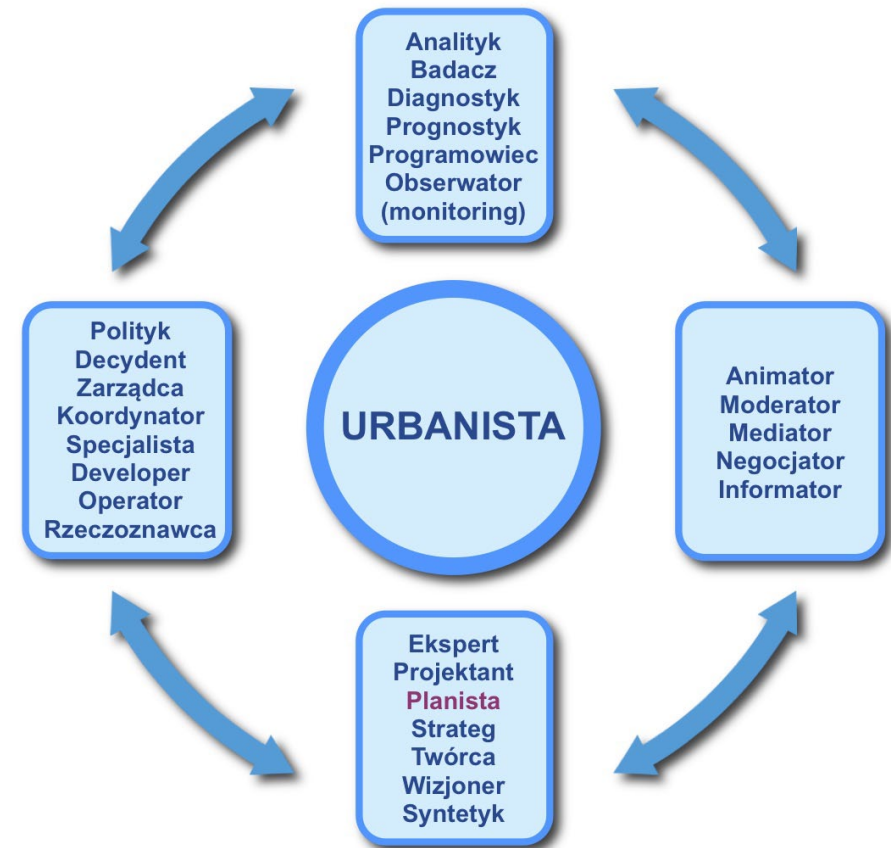 Analityk
Badacz
Diagnostyk
Prognostyk
Programowiec
Obserwator
(monitoring)
Polityk
Decydent
Zarządca
Koordynator
Specjalista
Developer
Operator
Rzeczoznawca
URBANISTA
Animator
Moderator
Mediator
Negocjator
Informator
Ekspert
Projektant
Planista
Strateg
Twórca
Wizjoner
Syntetyk